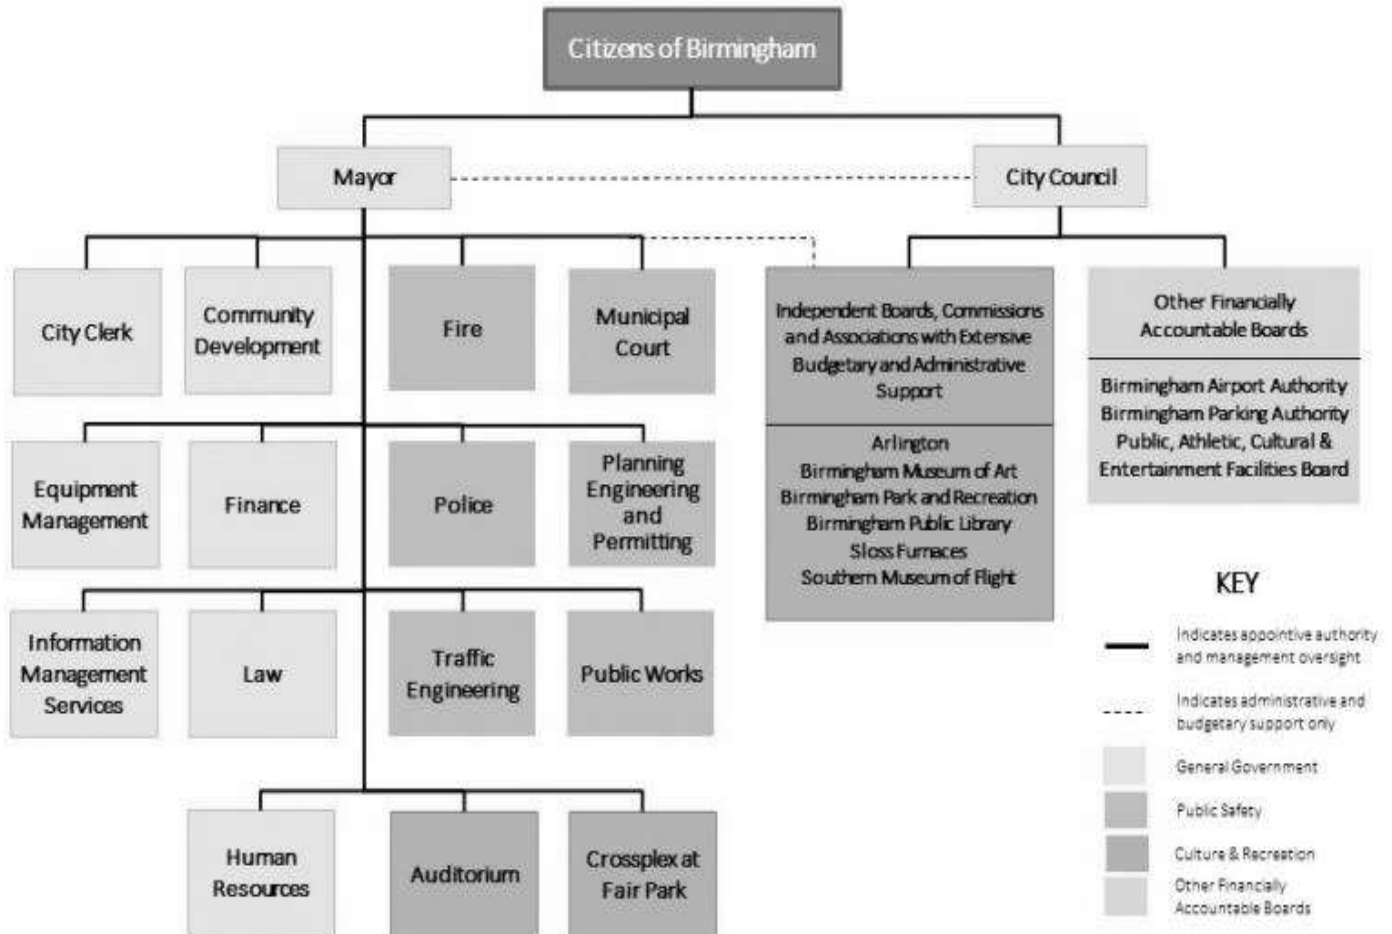 Citizens of Birmingham
Mayor
City Council
City Clerk
Community
Development
Fire
Municipal
Court
Independent Boards, Commissions
and Associations with Extensive
Budgetary and Administrative
Support
Other Financially
Accountable Boards
Birmingham Airport Authority
Birmingham Parking Authority
Public, Athletic, Cultural &
Entertainment Facilities Board
Arlington
Birmingham Museum of Art
Birmingham Park and Recreation
Birmingham Public Library
Sloss Furnaces
Southern Museum of Flight
Equipment
Management
Finance
Police
Planning
Engineering
and
Permitting
Information
Management
Services
Law
Traffic
Engineering
Public Works
Human
Resources
Auditorium
Crossplex at
Fair Park
KEY
Indicates appointive authority
and management oversight
Indicates administrative and
budgetary support only
General Government
Public Safety
Culture & Recreation
Other Financially
Accountable Boards